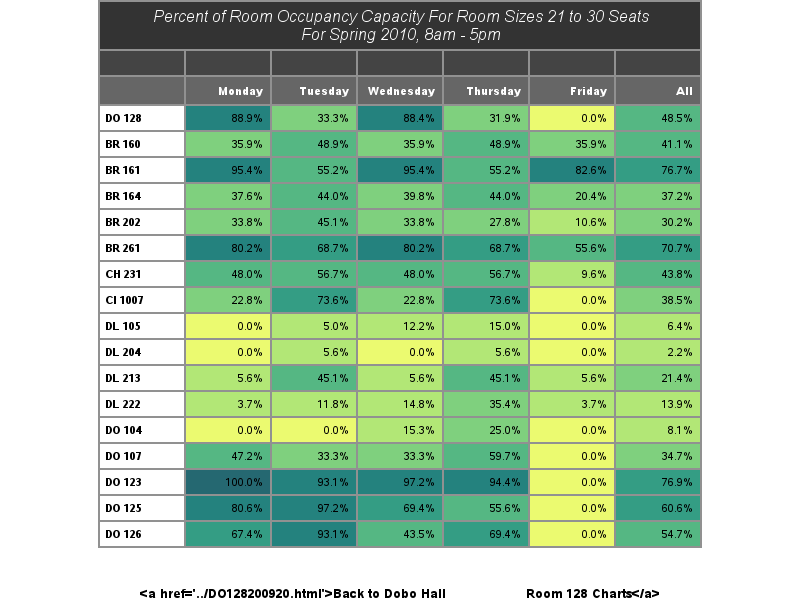 Percent of Room Occupancy Capacity For Room Sizes 21 to 30 Seats
For Spring 2010, 8am - 5pm
Monday Tuesday Wednesday Thursday Friday All
DO 128 88.9% 33.3% 88.4% 31.9% 0.0% 48.5%
BR 160 35.9% 48.9% 35.9% 48.9% 35.9% 41.1%
BR 161 95.4% 55.2% 95.4% 55.2% 82.6% 76.7%
BR 164 37.6% 44.0% 39.8% 44.0% 20.4% 37.2%
BR 202 33.8% 45.1% 33.8% 27.8% 10.6% 30.2%
BR 261 80.2% 68.7% 80.2% 68.7% 55.6% 70.7%
CH 231 48.0% 56.7% 48.0% 56.7% 9.6% 43.8%
CI 1007 22.8% 73.6% 22.8% 73.6% 0.0% 38.5%
DL 105 0.0% 5.0% 12.2% 15.0% 0.0% 6.4%
DL 204 0.0% 5.6% 0.0% 5.6% 0.0% 2.2%
DL 213 5.6% 45.1% 5.6% 45.1% 5.6% 21.4%
DL 222 3.7% 11.8% 14.8% 35.4% 3.7% 13.9%
DO 104 0.0% 0.0% 15.3% 25.0% 0.0% 8.1%
DO 107 47.2% 33.3% 33.3% 59.7% 0.0% 34.7%
DO 123 100.0% 93.1% 97.2% 94.4% 0.0% 76.9%
DO 125 80.6% 97.2% 69.4% 55.6% 0.0% 60.6%
DO 126 67.4% 93.1% 43.5% 69.4% 0.0% 54.7%
<a href='../DO128200920.html'>Back to Dobo Hall Room 128 Charts</a>